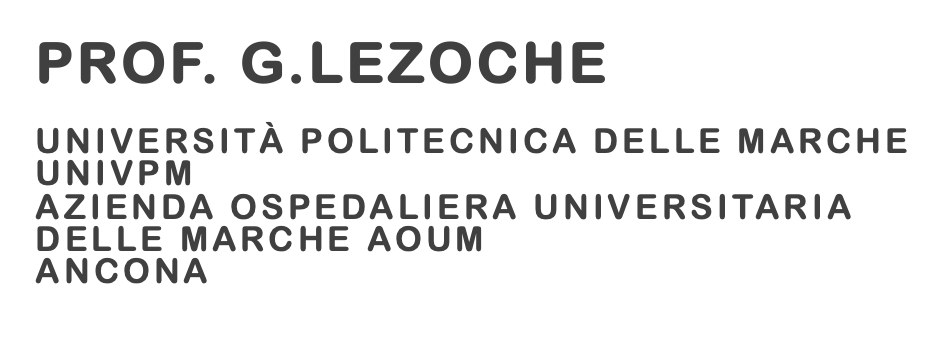 PROF. G.LEZOCHE
UNIVERSITÀ POLITECNICA DELLE MARCHE
UNIVPM
AZIENDA OSPEDALIERA UNIVERSITARIA
DELLE MARCHE AOUM
ANCONA